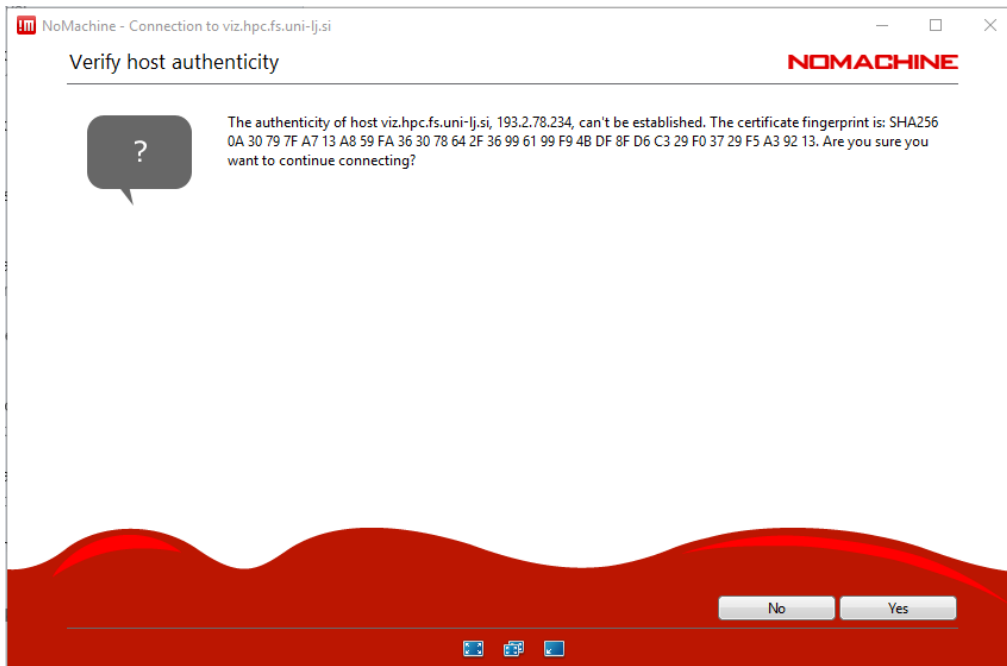 NoMachine - Connection to viz.hpc.fs.uni-lj.si
Verify host authenticity
NOMACHINE
The authenticity of host viz.hpc.fs.uni-lj.si, 193.2.78.234, can't be established. The certificate fingerprint is: SHA256
0A 30 79 7F A7 13 A8 59 FA 36 30 78 64 2F 36 99 61 99 F9 4B DF 8F D6 C3 29 F0 37 29 F5 A3 92 13. Are you sure you
want to continue connecting?
?
No
Yes